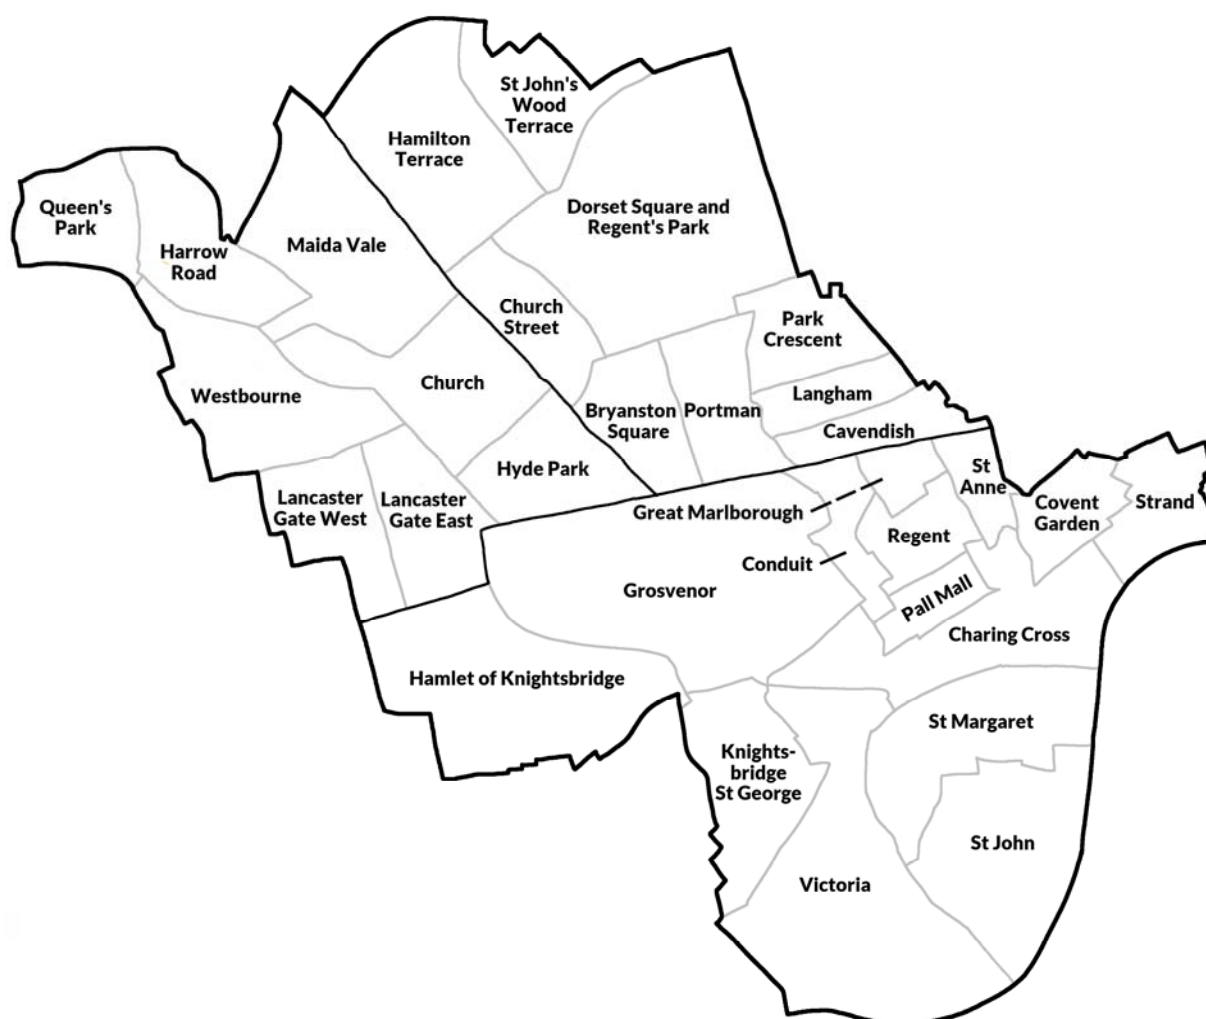 St John's
Wood
Terrace
Hamilton
Terrace
Queen's
Park
Harrow
Road
Maida Vale
Dorset Square and
Regent's Park
Church
Street
Park
Crescent
Westbourne
Church
Langham
Bryanston
Square
Portman
Cavendish
Hyde Park
St
Anne
Lancaster
Gate West
Lancaster
Gate East
Great Marlborough
Covent
Garden
Strand
Regent
Conduit
Grosvenor
Pall Mall
Charing Cross
Hamlet of Knightsbridge
St Margaret
Knights-
bridge
St George
St John
Victoria